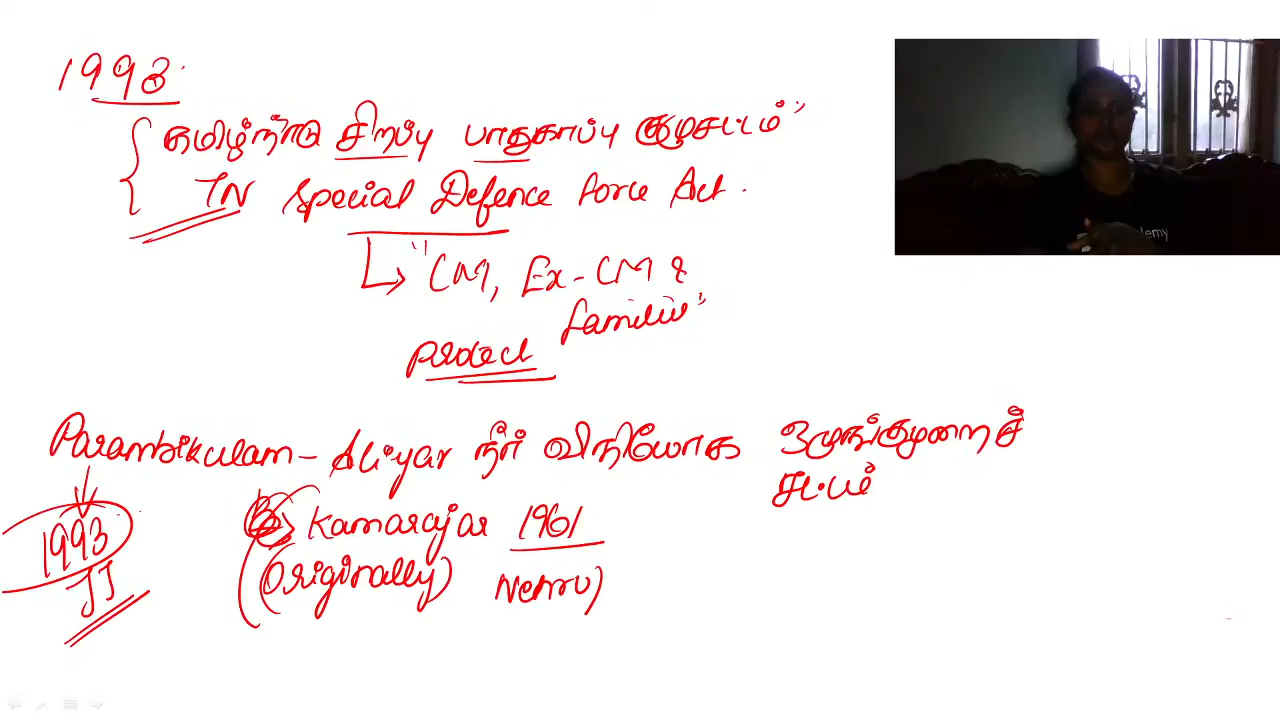 1993
தமிழ்நாடு சிறப்பு பாதுகாப்பு குழு சட்டம்"
TN Special Defence Force Act.
"CM, Ex-CM &
families"
protect
Parambikulam - Aliyar நீர் விநியோக ஒழுங்குமுறைச்
சட்டம்
1993
Kamarajar 1961
JJ
(Originally) Nehru)
demy